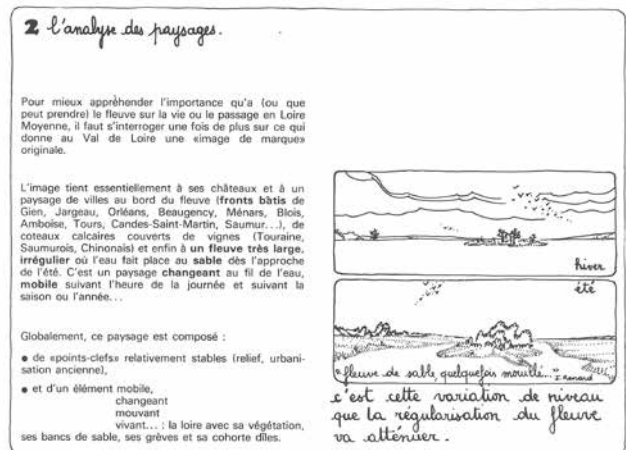 2 l'analyse des paysages.
Pour mieux appréhender l'importance qu'a (ou que
peut prendre) le fleuve sur la vie ou le passage en Loire
Moyenne, il faut s'interroger une fois de plus sur ce qui
donne au Val de Loire une «image de marque»
originale.
L'image tient essentiellement à ses châteaux et à un
paysage de villes au bord du fleuve (fronts bâtis de
Gien, Jargeau, Orléans, Beaugency, Ménars, Blois,
Amboise, Tours, Candes-Saint-Martin, Saumur...), de
coteaux calcaires couverts de vignes (Touraine,
Saumurois, Chinonais) et enfin à un fleuve très large,
irrégulier où l'eau fait place au sable dès l'approche
de l'été. C'est un paysage changeant au fil de l'eau,
mobile suivant l'heure de la journée et suivant la
saison ou l'année...
Globalement, ce paysage est composé :
● de «points-clefs» relativement stables (relief, urbani-
sation ancienne),
● et d'un élément mobile,
changeant
mouvant
vivant... : la loire avec sa végétation,
ses bancs de sable, ses grèves et sa cohorte d'îles.
hiver
été
"fleuve de sable quelquefois mouillé..." J. Renard
c'est cette variation de niveau
que la régularisation du fleuve
va atténuer.